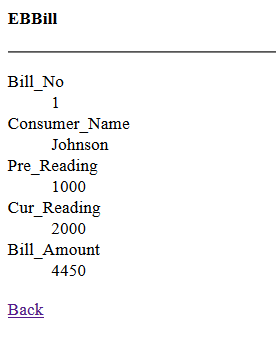 EBBill
Bill_No
1
Consumer_Name
Johnson
Pre_Reading
1000
Cur_Reading
2000
Bill_Amount
4450
Back